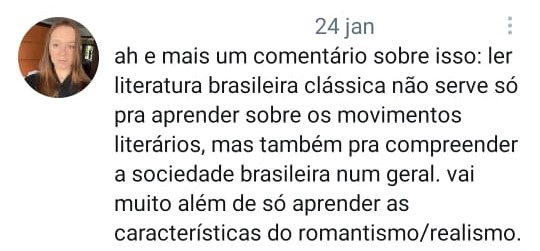 24 jan
ah e mais um comentário sobre isso: ler
literatura brasileira clássica não serve só
pra aprender sobre os movimentos
literários, mas também pra compreender
a sociedade brasileira num geral. vai
muito além de só aprender as
características do romantismo/realismo.